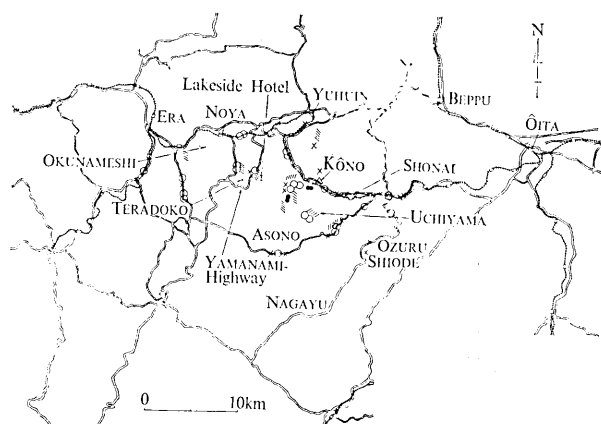 N
Lakeside Hotel
YUHUIN
BEPPU
ERA
NOYA
ÔITA
OKUNAMESHI
KÔNO
SHONAI
TERADOKO
UCHIYAMA
ASONO
YAMANAMI-
HIGHWAY
OZURU
SHIODE
NAGAYU
0 10km